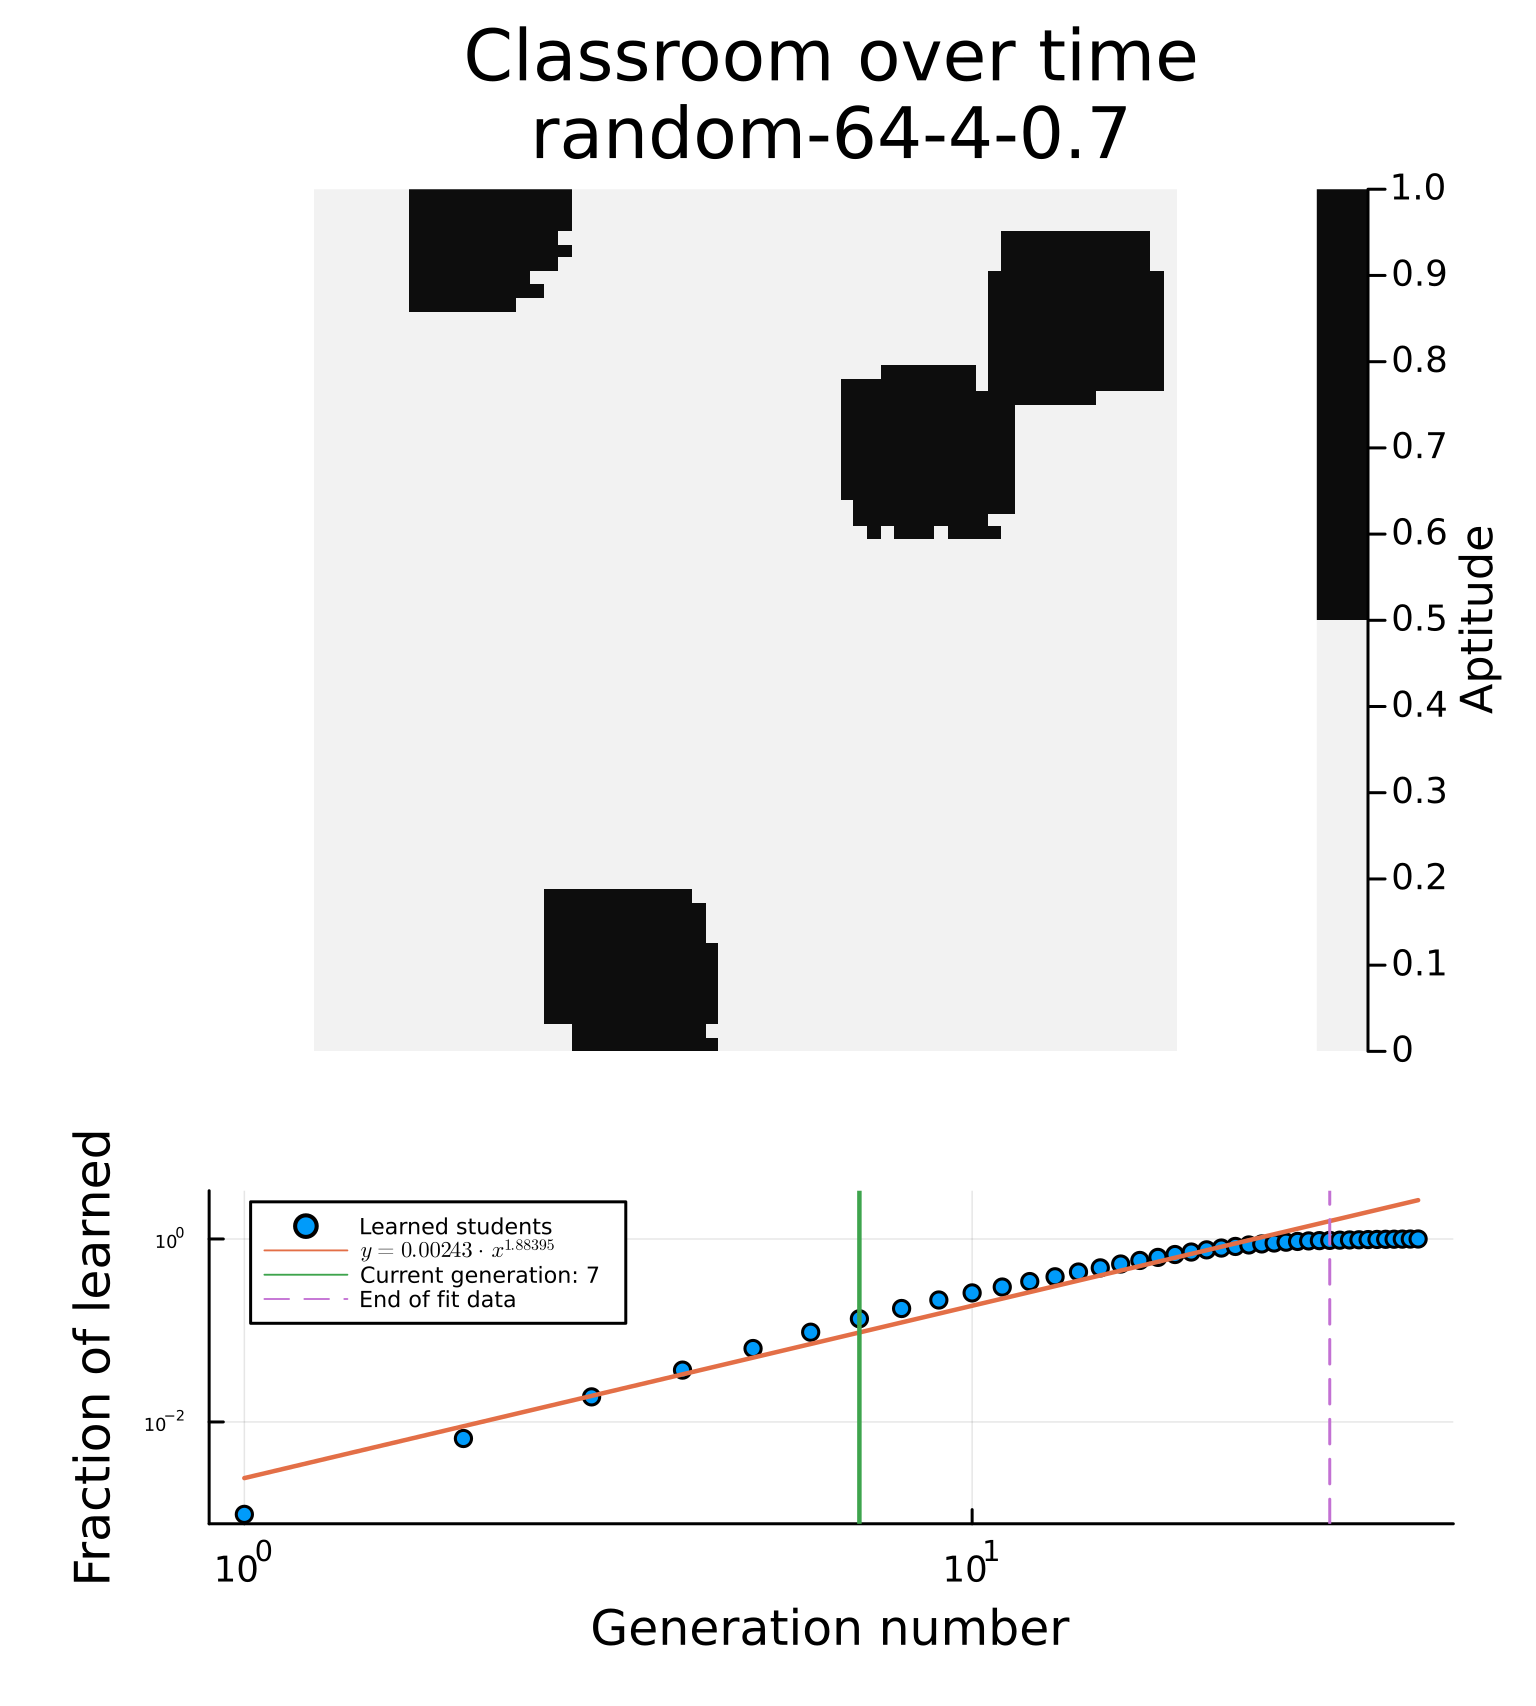 Classroom over time
random-64-4-0.7
1.0
0.9
0.8
0.7
0.6
0.5
0.4
0.3
0.2
0.1
0
Aptitude
Fraction of learned
10⁰
10⁻²
Learned students
y = 0.00243 · x^1.88395
Current generation: 7
End of fit data
10⁰
10¹
Generation number